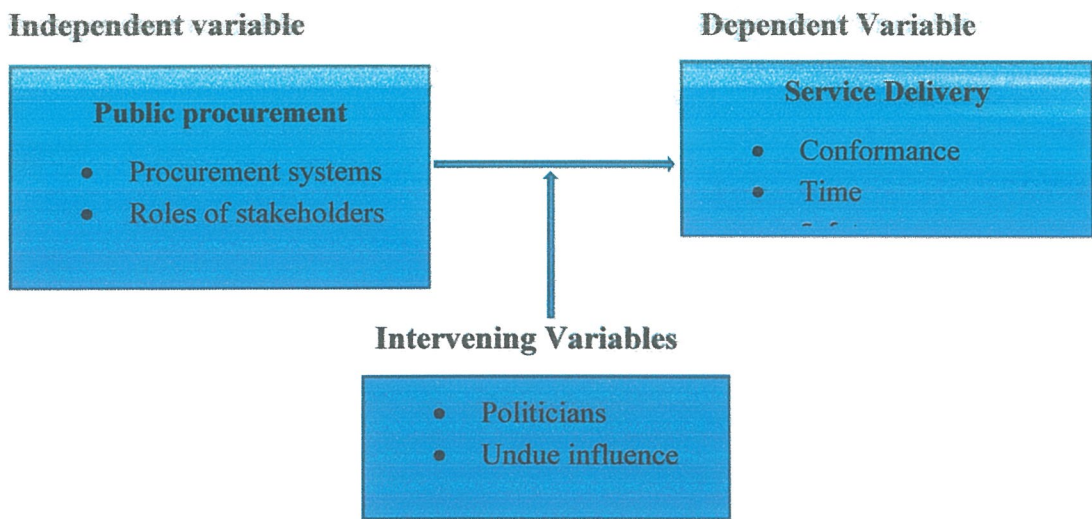 Independent variable
Dependent Variable
Public procurement
• Procurement systems
• Roles of stakeholders
Service Delivery
• Conformance
• Time
Intervening Variables
• Politicians
• Undue influence